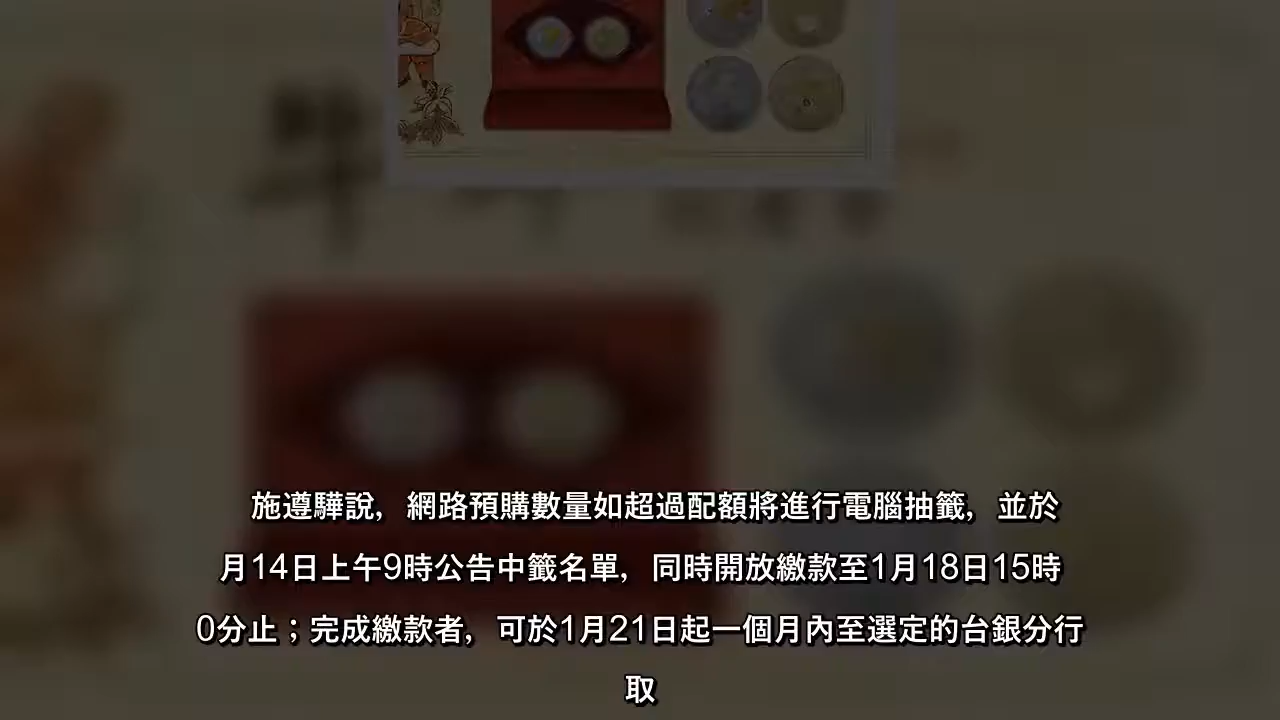 施遵驊說，網路預購數量如超過配額將進行電腦抽籤，並於
月14日上午9時公告中籤名單，同時開放繳款至1月18日15時
0分止；完成繳款者，可於1月21日起一個月內至選定的台銀分行
取